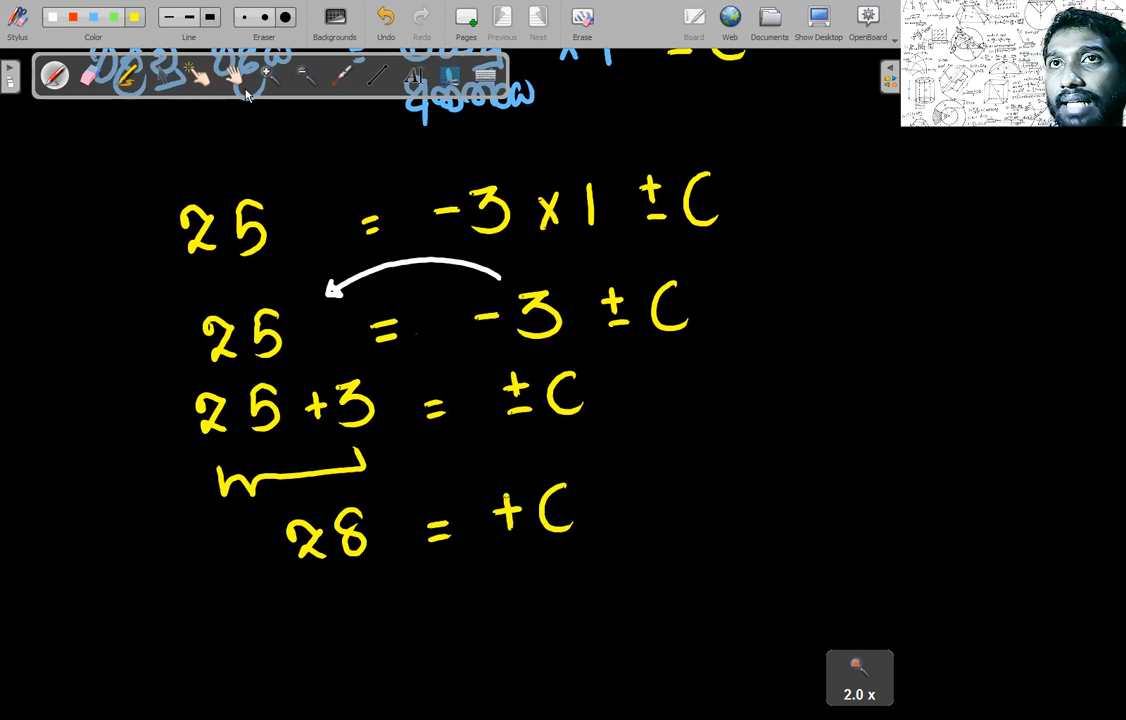 Stylus Color Line Eraser Backgrounds Undo Redo Pages Previous Next Erase Board Web Documents Show Desktop OpenBoard
× 1 ± C
25 = -3 × 1 ± C
25 = -3 ± C
25 + 3 = ± C
28 = + C
2.0 x